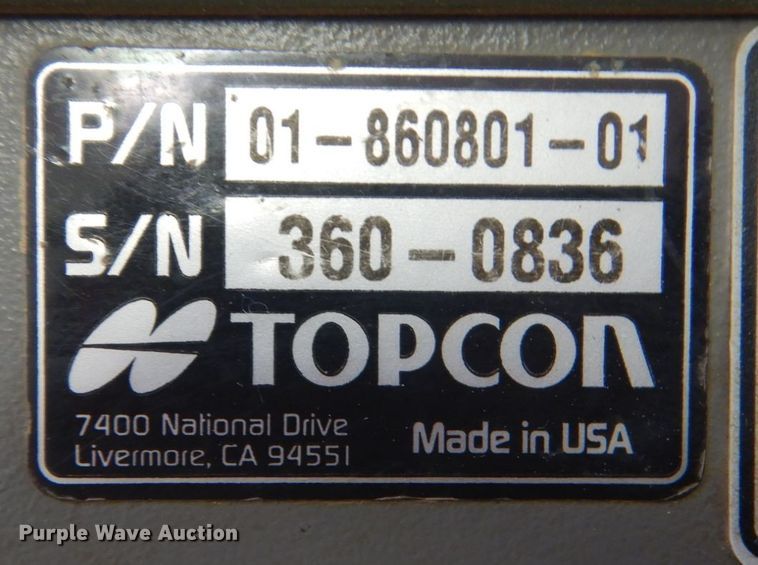 P/N 01-860801-01
S/N 360-0836
TOPCON
7400 National Drive
Livermore, CA 94551
Made in USA
Purple Wave Auction